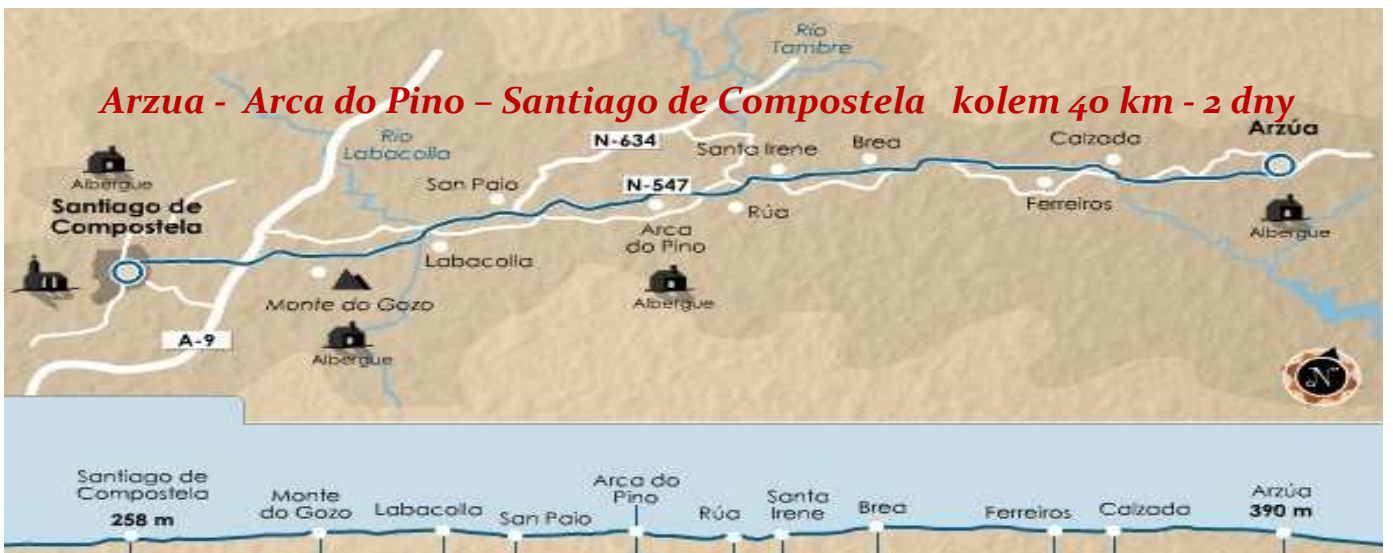 Río
Tambre
Arzua - Arca do Pino – Santiago de Compostela kolem 40 km - 2 dny
Río
Labacolla
N-634
Santa Irene
Brea
Calzada
Arzúa
Albergue
Santiago de
Compostela
San Paio
N-547
Rúa
Ferreiros
Albergue
Arca
do Pino
Labacolla
Monte do Gozo
Albergue
A-9
Albergue
N
Santiago de
Compostela
258 m
Monte
do Gozo
Labacolla
San Paio
Arca do
Pino
Rúa
Santa
Irene
Brea
Ferreiros
Calzada
Arzúa
390 m